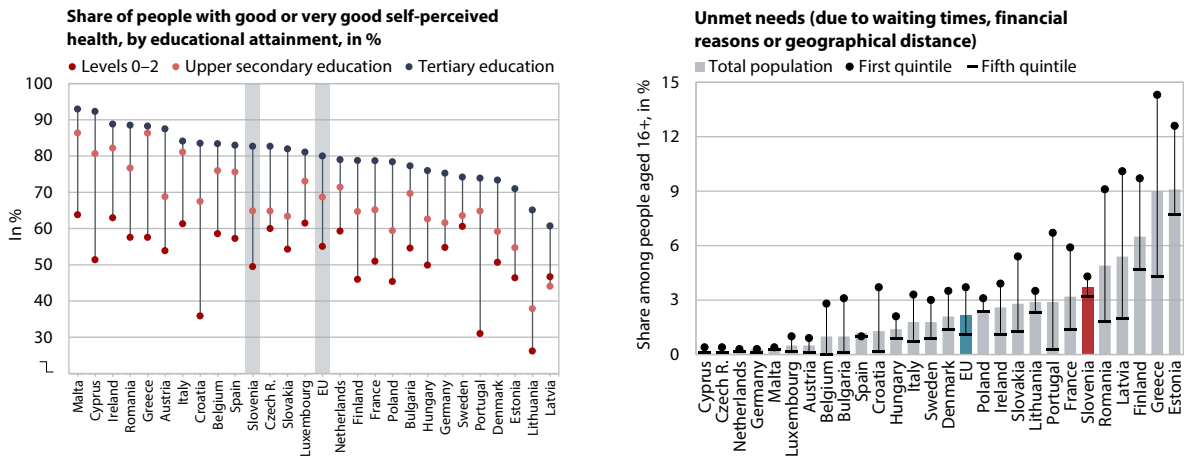 Share of people with good or very good self-perceived
health, by educational attainment, in %
Levels 0–2 Upper secondary education Tertiary education
100
90
80
70
60
50
40
30
In %
Malta
Cyprus
Ireland
Romania
Greece
Austria
Italy
Croatia
Belgium
Spain
Slovenia
Czech R.
Slovakia
Luxembourg
EU
Netherlands
Finland
France
Poland
Bulgaria
Hungary
Germany
Sweden
Portugal
Denmark
Estonia
Lithuania
Latvia
Unmet needs (due to waiting times, financial
reasons or geographical distance)
Total population First quintile Fifth quintile
15
12
9
6
3
0
Share among people aged 16+, in %
Cyprus
Czech R.
Netherlands
Germany
Malta
Luxembourg
Austria
Belgium
Bulgaria
Spain
Croatia
Hungary
Italy
Sweden
Denmark
EU
Poland
Ireland
Slovakia
Lithuania
Portugal
France
Slovenia
Romania
Latvia
Finland
Greece
Estonia